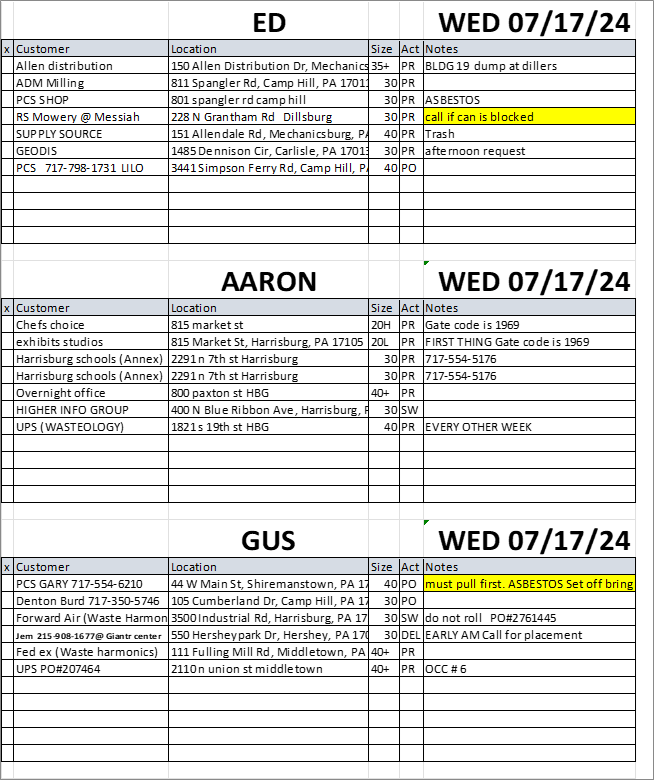 ED WED 07/17/24
x Customer Location Size Act Notes
Allen distribution 150 Allen Distribution Dr, Mechanics 35+ PR BLDG 19 dump at dillers
ADM Milling 811 Spangler Rd, Camp Hill, PA 17011 30 PR
PCS SHOP 801 spangler rd camp hill 30 PR ASBESTOS
RS Mowery @ Messiah 228 N Grantham Rd Dillsburg 30 PR call if can is blocked
SUPPLY SOURCE 151 Allendale Rd, Mechanicsburg, PA 40 PR Trash
GEODIS 1485 Dennison Cir, Carlisle, PA 17013 30 PR afternoon request
PCS 717-798-1731 LILO 3441 Simpson Ferry Rd, Camp Hill, PA 40 PO
AARON WED 07/17/24
x Customer Location Size Act Notes
Chefs choice 815 market st 20H PR Gate code is 1969
exhibits studios 815 Market St, Harrisburg, PA 17105 20L PR FIRST THING Gate code is 1969
Harrisburg schools (Annex) 2291 n 7th st Harrisburg 30 PR 717-554-5176
Harrisburg schools (Annex) 2291 n 7th st Harrisburg 30 PR 717-554-5176
Overnight office 800 paxton st HBG 40+ PR
HIGHER INFO GROUP 400 N Blue Ribbon Ave, Harrisburg, P 30 SW
UPS (WASTEOLOGY) 1821 s 19th st HBG 40 PR EVERY OTHER WEEK
GUS WED 07/17/24
x Customer Location Size Act Notes
PCS GARY 717-554-6210 44 W Main St, Shiremanstown, PA 17 40 PO must pull first. ASBESTOS Set off bring
Denton Burd 717-350-5746 105 Cumberland Dr, Camp Hill, PA 17 30 PO
Forward Air (Waste Harmon 3500 Industrial Rd, Harrisburg, PA 17 30 SW do not roll PO#2761445
Jem 215-908-1677@ Giantr center 550 Hersheypark Dr, Hershey, PA 170 30 DEL EARLY AM Call for placement
Fed ex (Waste harmonics) 111 Fulling Mill Rd, Middletown, PA 40+ PR
UPS PO#207464 2110 n union st middletown 40+ PR OCC # 6